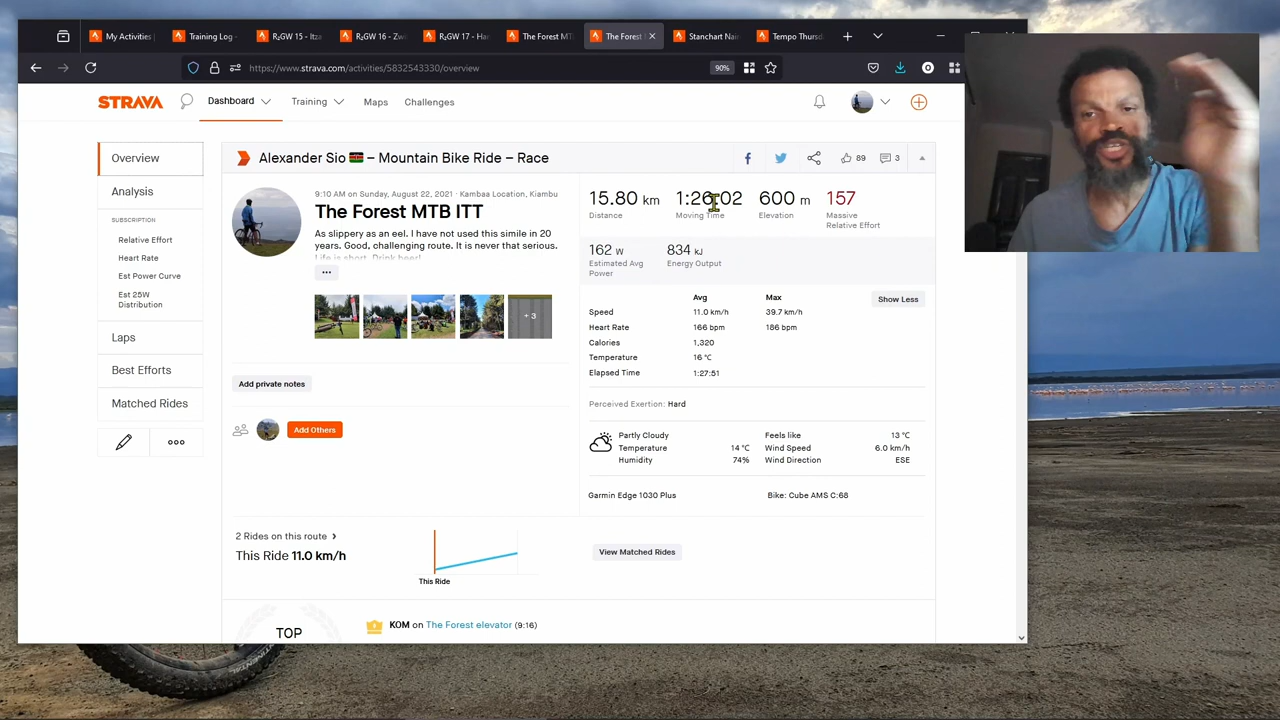 My Activities
Training Log -
R₂GW 15 - Itza
R₂GW 16 - Zwi
R₂GW 17 - Har
The Forest MT
The Forest
Stanchart Nai
Tempo Thursd
https://www.strava.com/activities/5832543330/overview
90%
STRAVA
Dashboard
Training
Maps
Challenges
Overview
Analysis
SUBSCRIPTION
Relative Effort
Heart Rate
Est Power Curve
Est 25W
Distribution
Laps
Best Efforts
Matched Rides
Alexander Sio 🇰🇪 – Mountain Bike Ride – Race
89
3
9:10 AM on Sunday, August 22, 2021 · Kambaa Location, Kiambu
The Forest MTB ITT
As slippery as an eel. I have not used this simile in 20
years. Good, challenging route. It is never that serious.
Life is short. Drink beer!
+ 3
Add private notes
Add Others
15.80 km
Distance
1:26:02
Moving Time
600 m
Elevation
157
Massive
Relative Effort
162 W
Estimated Avg
Power
834 kJ
Energy Output
Avg Max
Speed 11.0 km/h 39.7 km/h
Heart Rate 166 bpm 186 bpm
Calories 1,320
Temperature 16 °C
Elapsed Time 1:27:51
Show Less
Perceived Exertion: Hard
Partly Cloudy
Temperature 14 °C
Humidity 74%
Feels like 13 °C
Wind Speed 6.0 km/h
Wind Direction ESE
Garmin Edge 1030 Plus
Bike: Cube AMS C:68
2 Rides on this route
This Ride 11.0 km/h
This Ride
View Matched Rides
TOP
KOM on The Forest elevator (9:16)